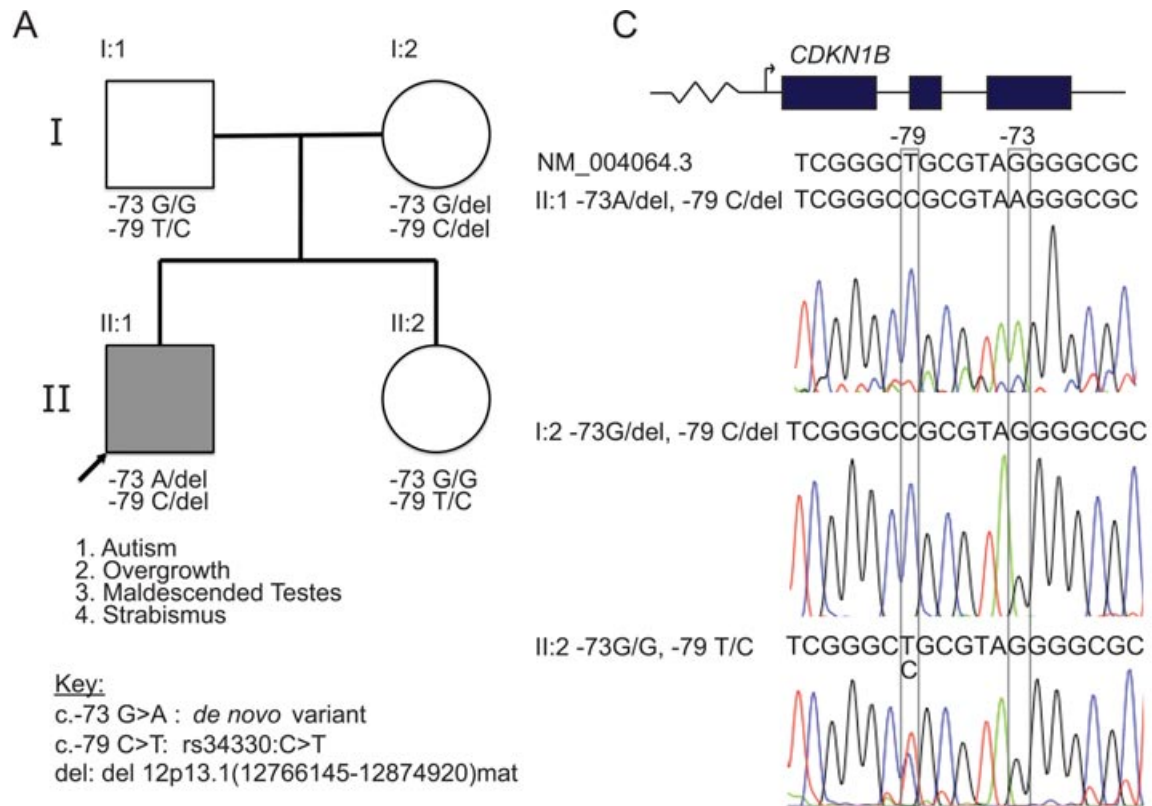 A
I:1
I:2
I
-73 G/G
-79 T/C
-73 G/del
-79 C/del
II:1
II:2
II
-73 A/del
-79 C/del
-73 G/G
-79 T/C
1. Autism
2. Overgrowth
3. Maldescended Testes
4. Strabismus
Key:
c.-73 G>A : de novo variant
c.-79 C>T: rs34330:C>T
del: del 12p13.1(12766145-12874920)mat
C
CDKN1B
-79 -73
NM_004064.3 TCGGGCTGCGTAGGGGCGC
II:1 -73A/del, -79 C/del TCGGGCCGCGTAAGGGCGC
I:2 -73G/del, -79 C/del TCGGGCCGCGTAGGGGCGC
II:2 -73G/G, -79 T/C TCGGGCTGCGTAGGGGCGC
C